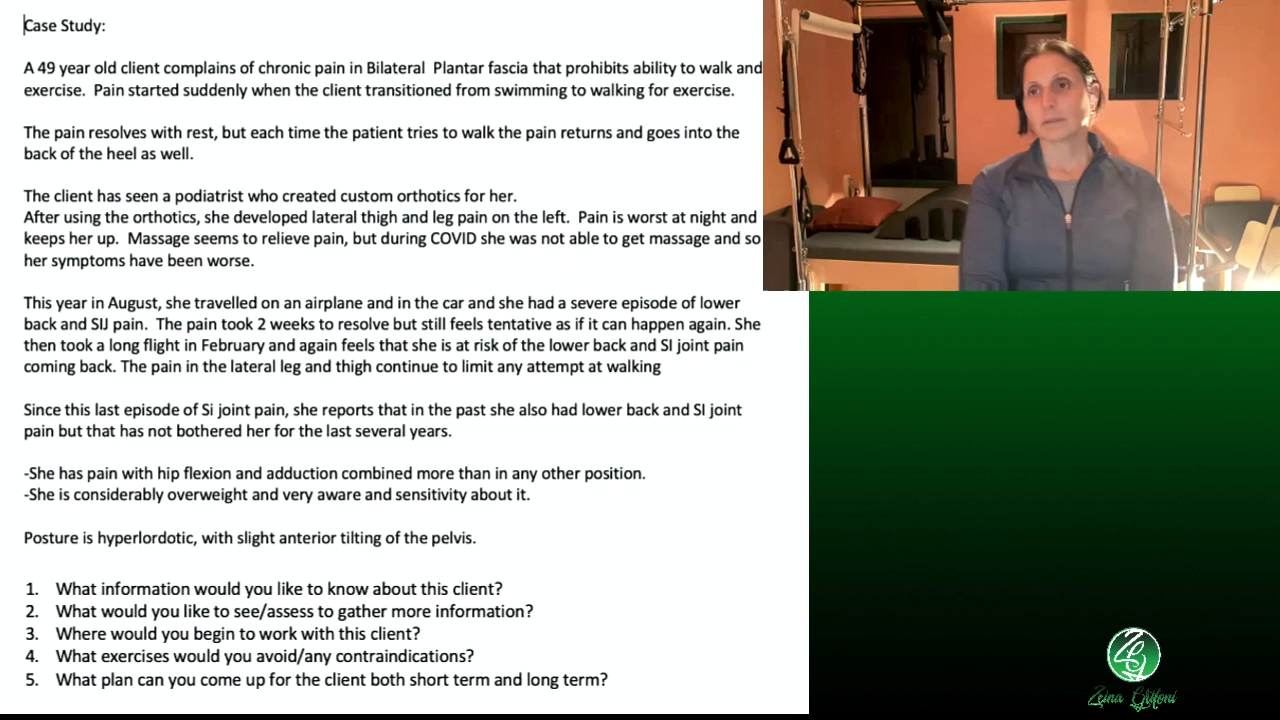 Case Study:
A 49 year old client complains of chronic pain in Bilateral Plantar fascia that prohibits ability to walk and
exercise. Pain started suddenly when the client transitioned from swimming to walking for exercise.
The pain resolves with rest, but each time the patient tries to walk the pain returns and goes into the
back of the heel as well.
The client has seen a podiatrist who created custom orthotics for her.
After using the orthotics, she developed lateral thigh and leg pain on the left. Pain is worst at night and
keeps her up. Massage seems to relieve pain, but during COVID she was not able to get massage and so
her symptoms have been worse.
This year in August, she travelled on an airplane and in the car and she had a severe episode of lower
back and SIJ pain. The pain took 2 weeks to resolve but still feels tentative as if it can happen again. She
then took a long flight in February and again feels that she is at risk of the lower back and SI joint pain
coming back. The pain in the lateral leg and thigh continue to limit any attempt at walking
Since this last episode of Si joint pain, she reports that in the past she also had lower back and SI joint
pain but that has not bothered her for the last several years.
-She has pain with hip flexion and adduction combined more than in any other position.
-She is considerably overweight and very aware and sensitivity about it.
Posture is hyperlordotic, with slight anterior tilting of the pelvis.
1. What information would you like to know about this client?
2. What would you like to see/assess to gather more information?
3. Where would you begin to work with this client?
4. What exercises would you avoid/any contraindications?
5. What plan can you come up for the client both short term and long term?
ZG
Zeina Grifoni